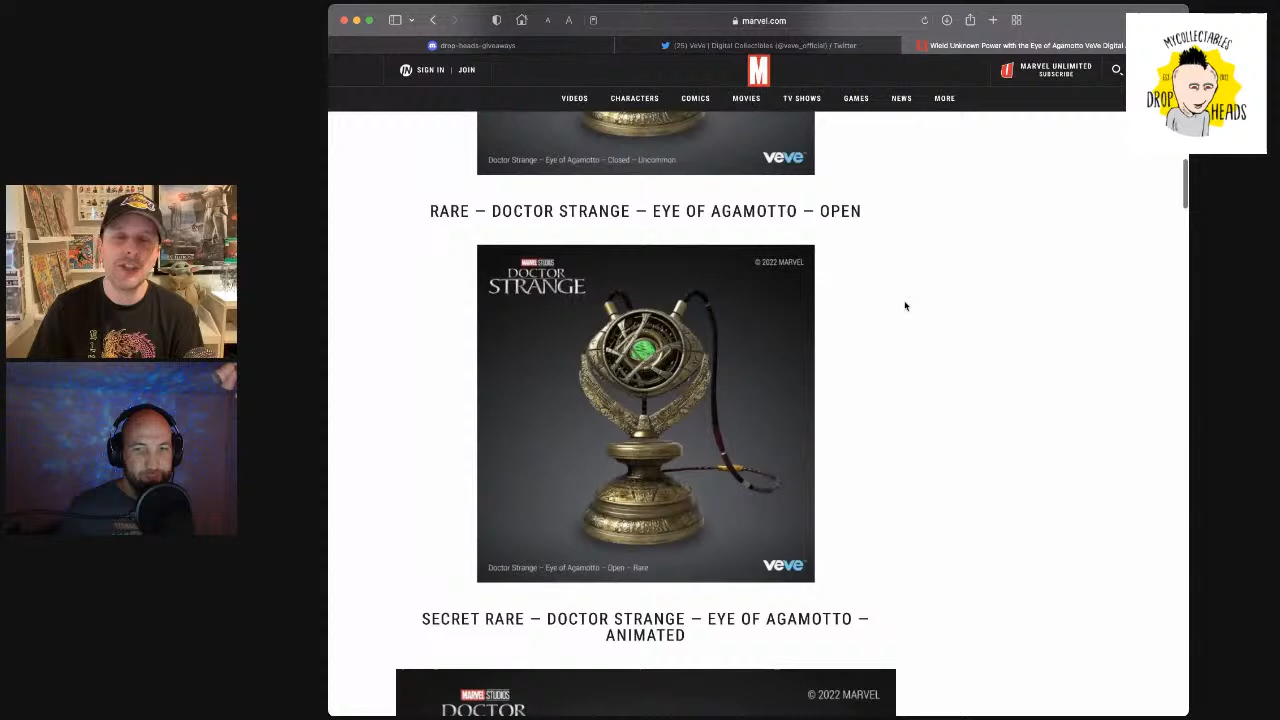 marvel.com
drop-heads-giveaways
(25) VeVe | Digital Collectibles (@veve_official) / Twitter
Wield Unknown Power with the Eye of Agamotto VeVe Digital
SIGN IN | JOIN
MARVEL UNLIMITED
SUBSCRIBE
VIDEOS CHARACTERS COMICS MOVIES TV SHOWS GAMES NEWS MORE
MYCOLLECTABLES
DROP HEADS
Doctor Strange – Eye of Agamotto – Closed – Uncommon
veve
RARE – DOCTOR STRANGE – EYE OF AGAMOTTO – OPEN
MARVEL STUDIOS
DOCTOR
STRANGE
© 2022 MARVEL
Doctor Strange – Eye of Agamotto – Open – Rare
veve
SECRET RARE – DOCTOR STRANGE – EYE OF AGAMOTTO –
ANIMATED
MARVEL STUDIOS
DOCTOR
© 2022 MARVEL